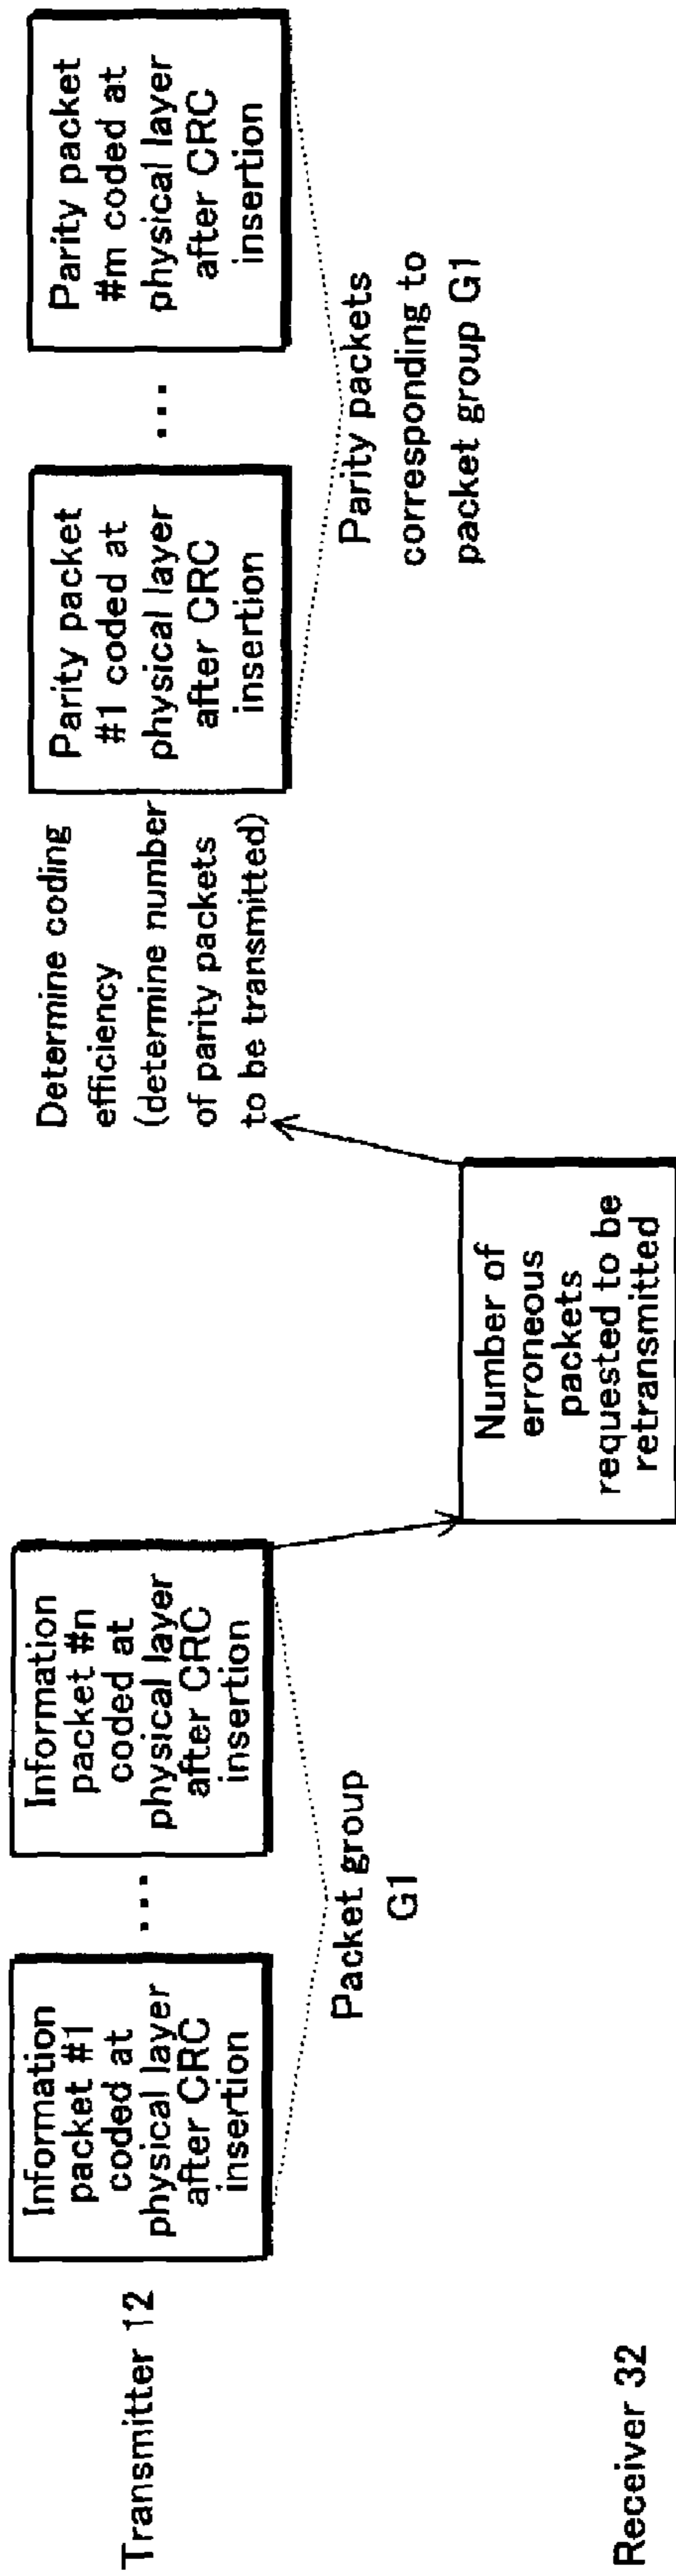 Transmitter 12
Information
packet #1
coded at
physical layer
after CRC
insertion
...
Information
packet #n
coded at
physical layer
after CRC
insertion
Packet group
G1
Determine coding
efficiency
(determine number
of parity packets
to be transmitted)
Parity packet
#1 coded at
physical layer
after CRC
insertion
...
Parity packet
#m coded at
physical layer
after CRC
insertion
Parity packets
corresponding to
packet group G1
Receiver 32
Number of
erroneous
packets
requested to be
retransmitted